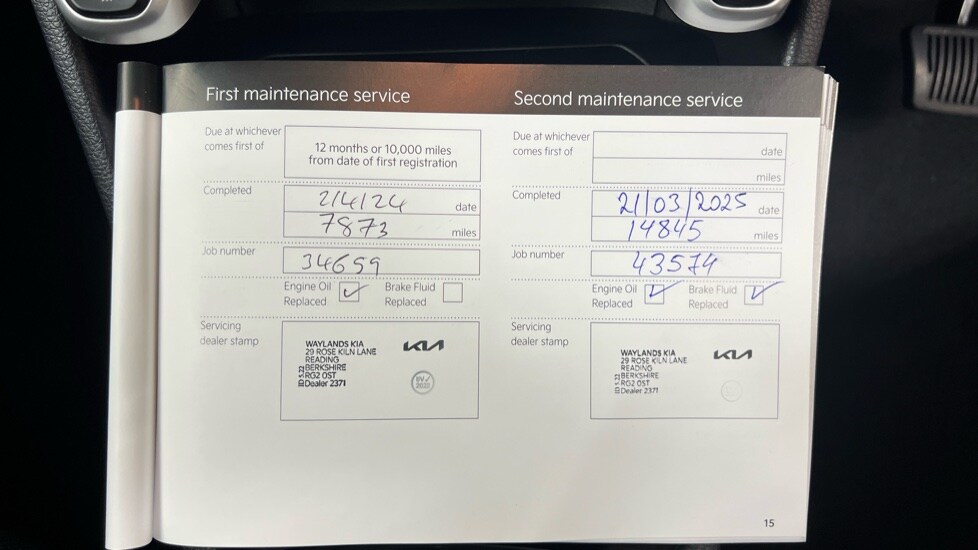 First maintenance service
Due at whichever
comes first of
12 months or 10,000 miles
from date of first registration
Completed
2/4/24 date
7873 miles
Job number
34659
Engine Oil
Replaced
Brake Fluid
Replaced
Servicing
dealer stamp
WAYLANDS KIA
29 ROSE KILN LANE
READING
BERKSHIRE
RG2 0ST
Dealer 2371
KIA
Second maintenance service
Due at whichever
comes first of
date
miles
Completed
21/03/2025 date
14845 miles
Job number
43574
Engine Oil
Replaced
Brake Fluid
Replaced
Servicing
dealer stamp
WAYLANDS KIA
29 ROSE KILN LANE
READING
BERKSHIRE
RG2 0ST
Dealer 2371
KIA
15